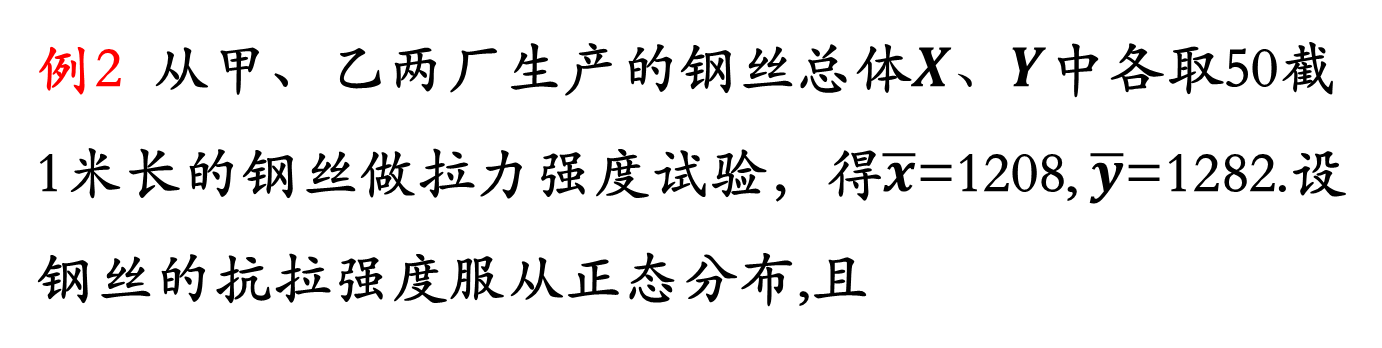 例2 从甲、乙两厂生产的钢丝总体X、Y中各取50截
1米长的钢丝做拉力强度试验，得x̅=1208, y̅=1282.设
钢丝的抗拉强度服从正态分布,且